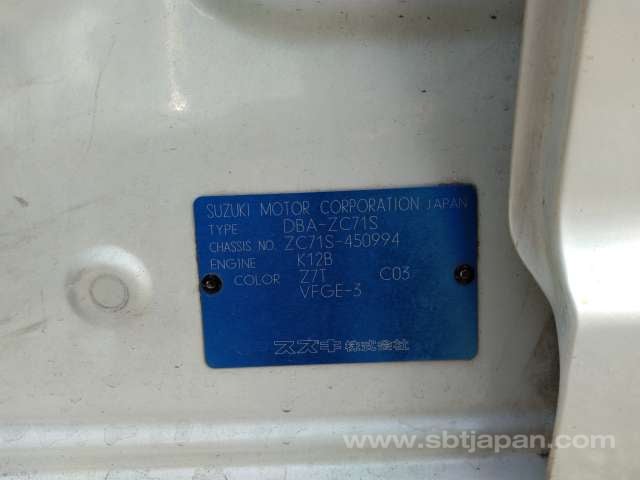 SUZUKI MOTOR CORPORATION JAPAN
TYPE DBA-ZC71S
CHASSIS NO. ZC71S-450994
ENGINE K12B
COLOR Z7T C03
VFGE-3
スズキ株式会社
www.sbtjapan.com